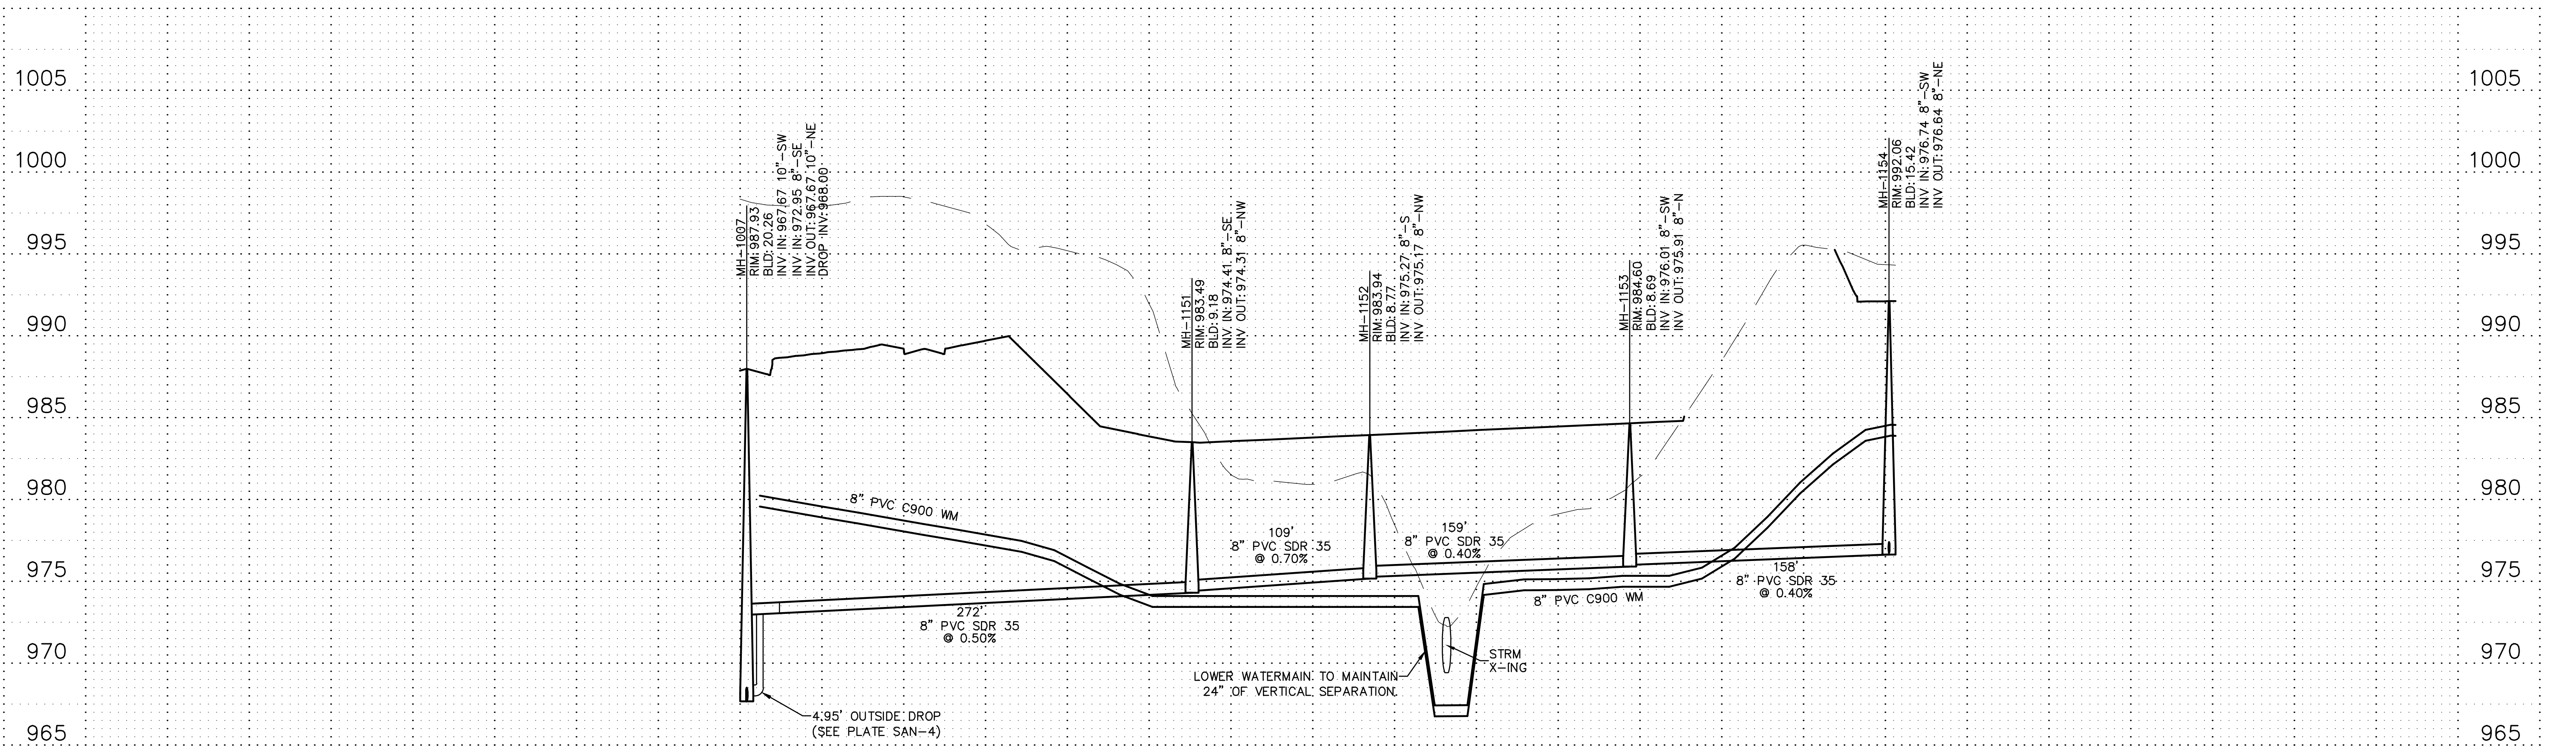 1005
1000
995
990
985
980
975
970
965
MH-1007
RIM: 987.93
BLD: 20.26
INV IN: 967.67 10"-SW
INV IN: 972.95 8"-SE
INV OUT: 967.67 10"-NE
DROP INV: 968.00
MH-1151
RIM: 983.49
BLD: 9.18
INV IN: 974.41 8"-SE
INV OUT: 974.31 8"-NW
MH-1152
RIM: 983.94
BLD: 8.77
INV IN: 975.27 8"-S
INV OUT: 975.17 8"-NW
MH-1153
RIM: 984.60
BLD: 8.69
INV IN: 976.01 8"-SW
INV OUT: 975.91 8"-N
MH-1154
RIM: 992.06
BLD: 15.42
INV IN: 976.74 8"-SW
INV OUT: 976.64 8"-NE
8" PVC C900 WM
272'
8" PVC SDR 35
@ 0.50%
109'
8" PVC SDR 35
@ 0.70%
159'
8" PVC SDR 35
@ 0.40%
158'
8" PVC SDR 35
@ 0.40%
8" PVC C900 WM
STRM
X-ING
LOWER WATERMAIN TO MAINTAIN
24" OF VERTICAL SEPARATION.
4.95' OUTSIDE DROP
(SEE PLATE SAN-4)
1005
1000
995
990
985
980
975
970
965